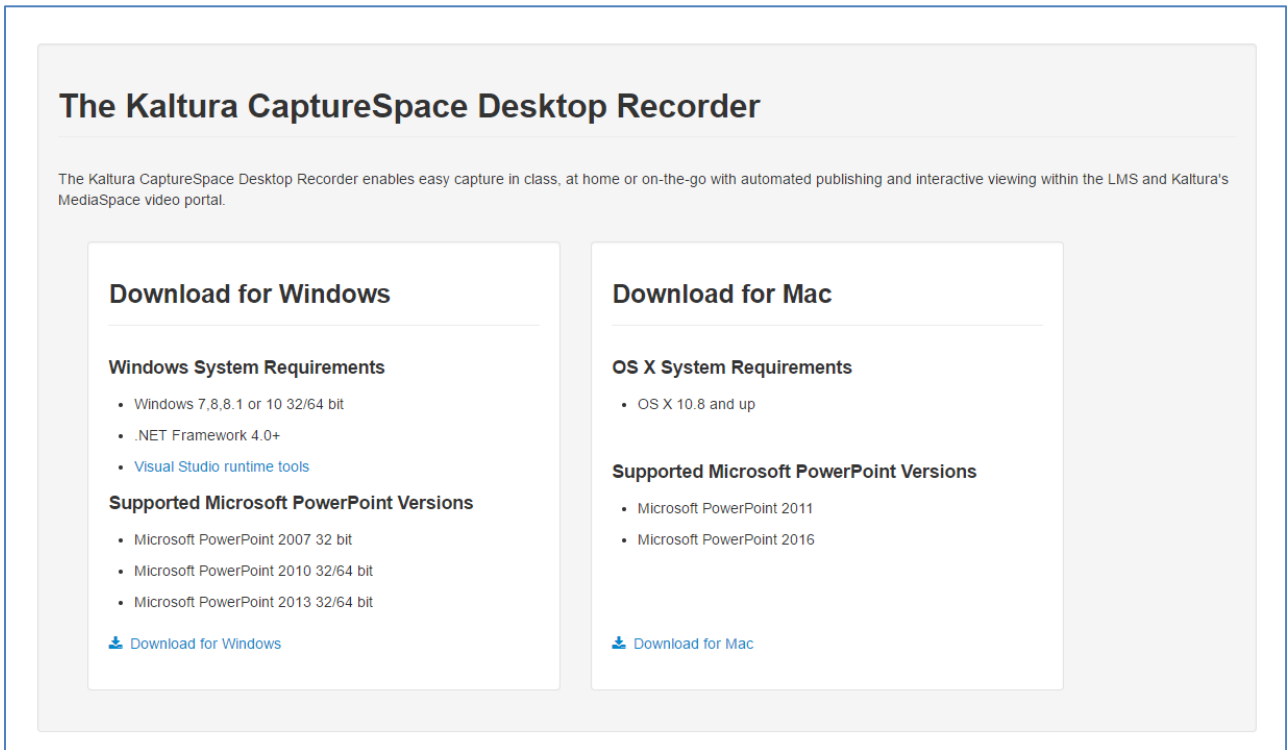 The Kaltura CaptureSpace Desktop Recorder
The Kaltura CaptureSpace Desktop Recorder enables easy capture in class, at home or on-the-go with automated publishing and interactive viewing within the LMS and Kaltura's
MediaSpace video portal.
Download for Windows
Windows System Requirements
Windows 7,8,8.1 or 10 32/64 bit
.NET Framework 4.0+
Visual Studio runtime tools
Supported Microsoft PowerPoint Versions
Microsoft PowerPoint 2007 32 bit
Microsoft PowerPoint 2010 32/64 bit
Microsoft PowerPoint 2013 32/64 bit
Download for Windows
Download for Mac
OS X System Requirements
OS X 10.8 and up
Supported Microsoft PowerPoint Versions
Microsoft PowerPoint 2011
Microsoft PowerPoint 2016
Download for Mac